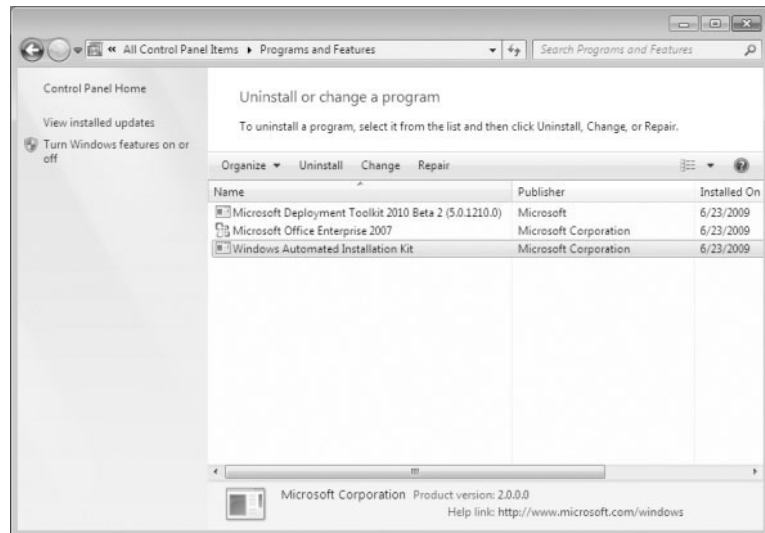 « All Control Panel Items ▸ Programs and Features
Search Programs and Features
Control Panel Home
View installed updates
Turn Windows features on or
off
Uninstall or change a program
To uninstall a program, select it from the list and then click Uninstall, Change, or Repair.
Organize Uninstall Change Repair
Name Publisher Installed On
Microsoft Deployment Toolkit 2010 Beta 2 (5.0.1210.0) Microsoft 6/23/2009
Microsoft Office Enterprise 2007 Microsoft Corporation 6/23/2009
Windows Automated Installation Kit Microsoft Corporation 6/23/2009
Microsoft Corporation Product version: 2.0.0.0
Help link: http://www.microsoft.com/windows